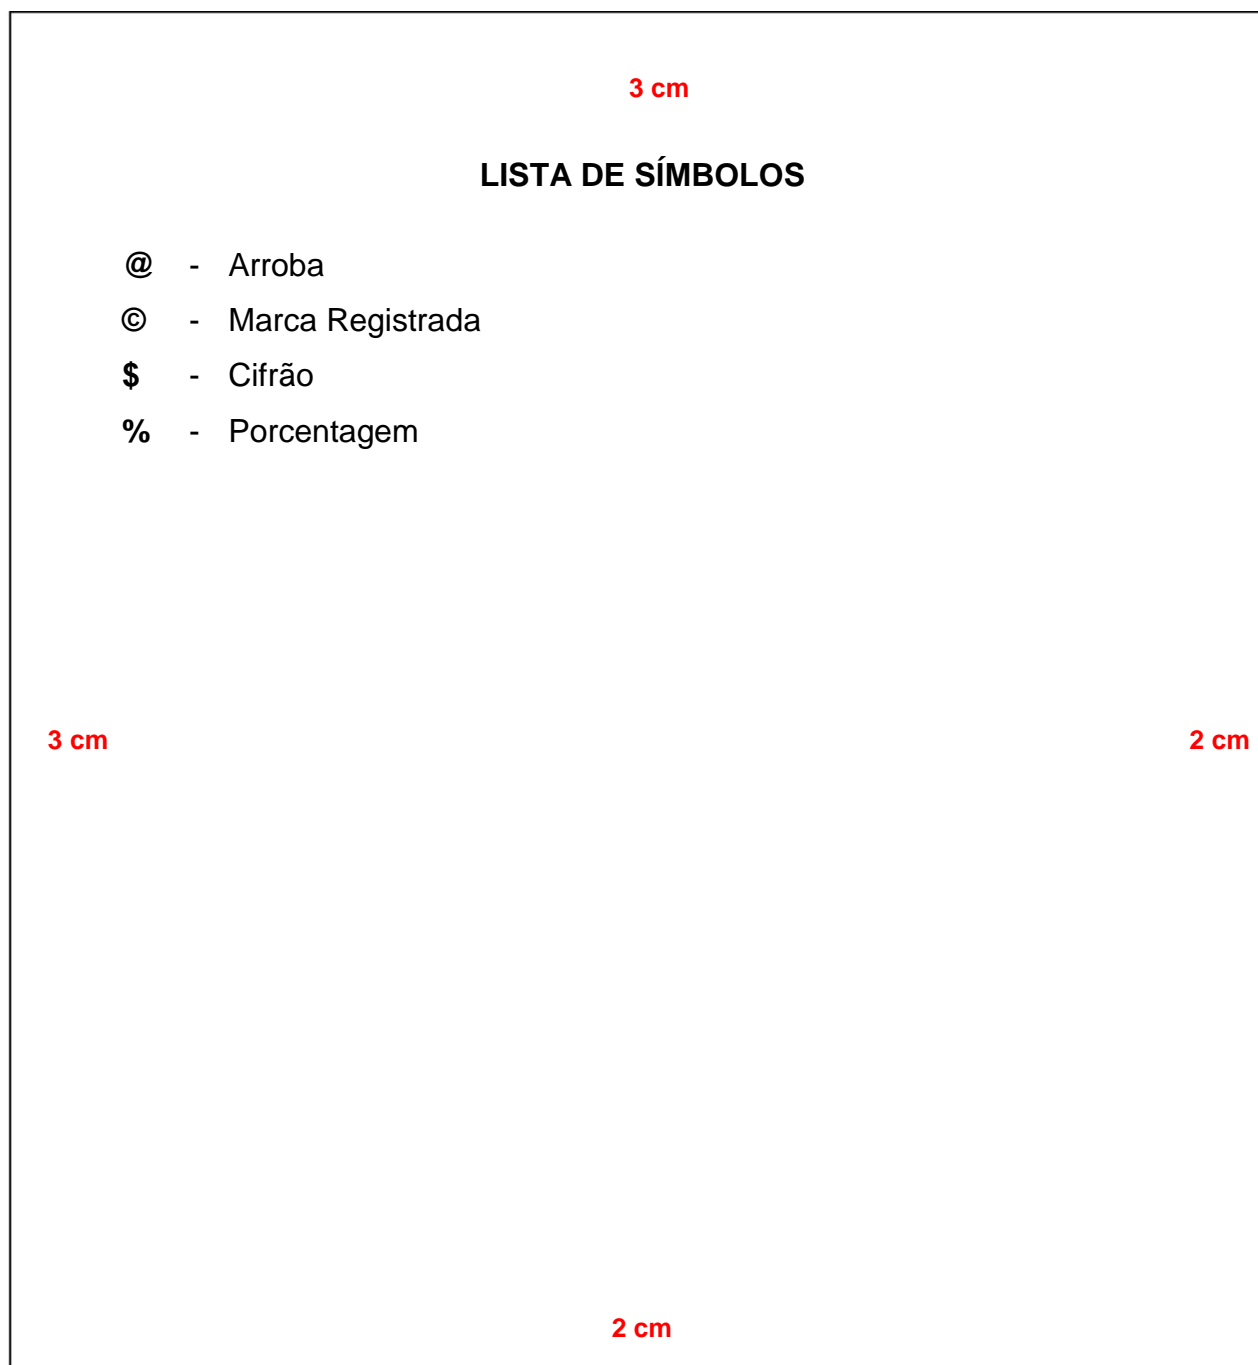 3 cm
LISTA DE SÍMBOLOS
@ - Arroba
© - Marca Registrada
$ - Cifrão
% - Porcentagem
3 cm 2 cm
2 cm